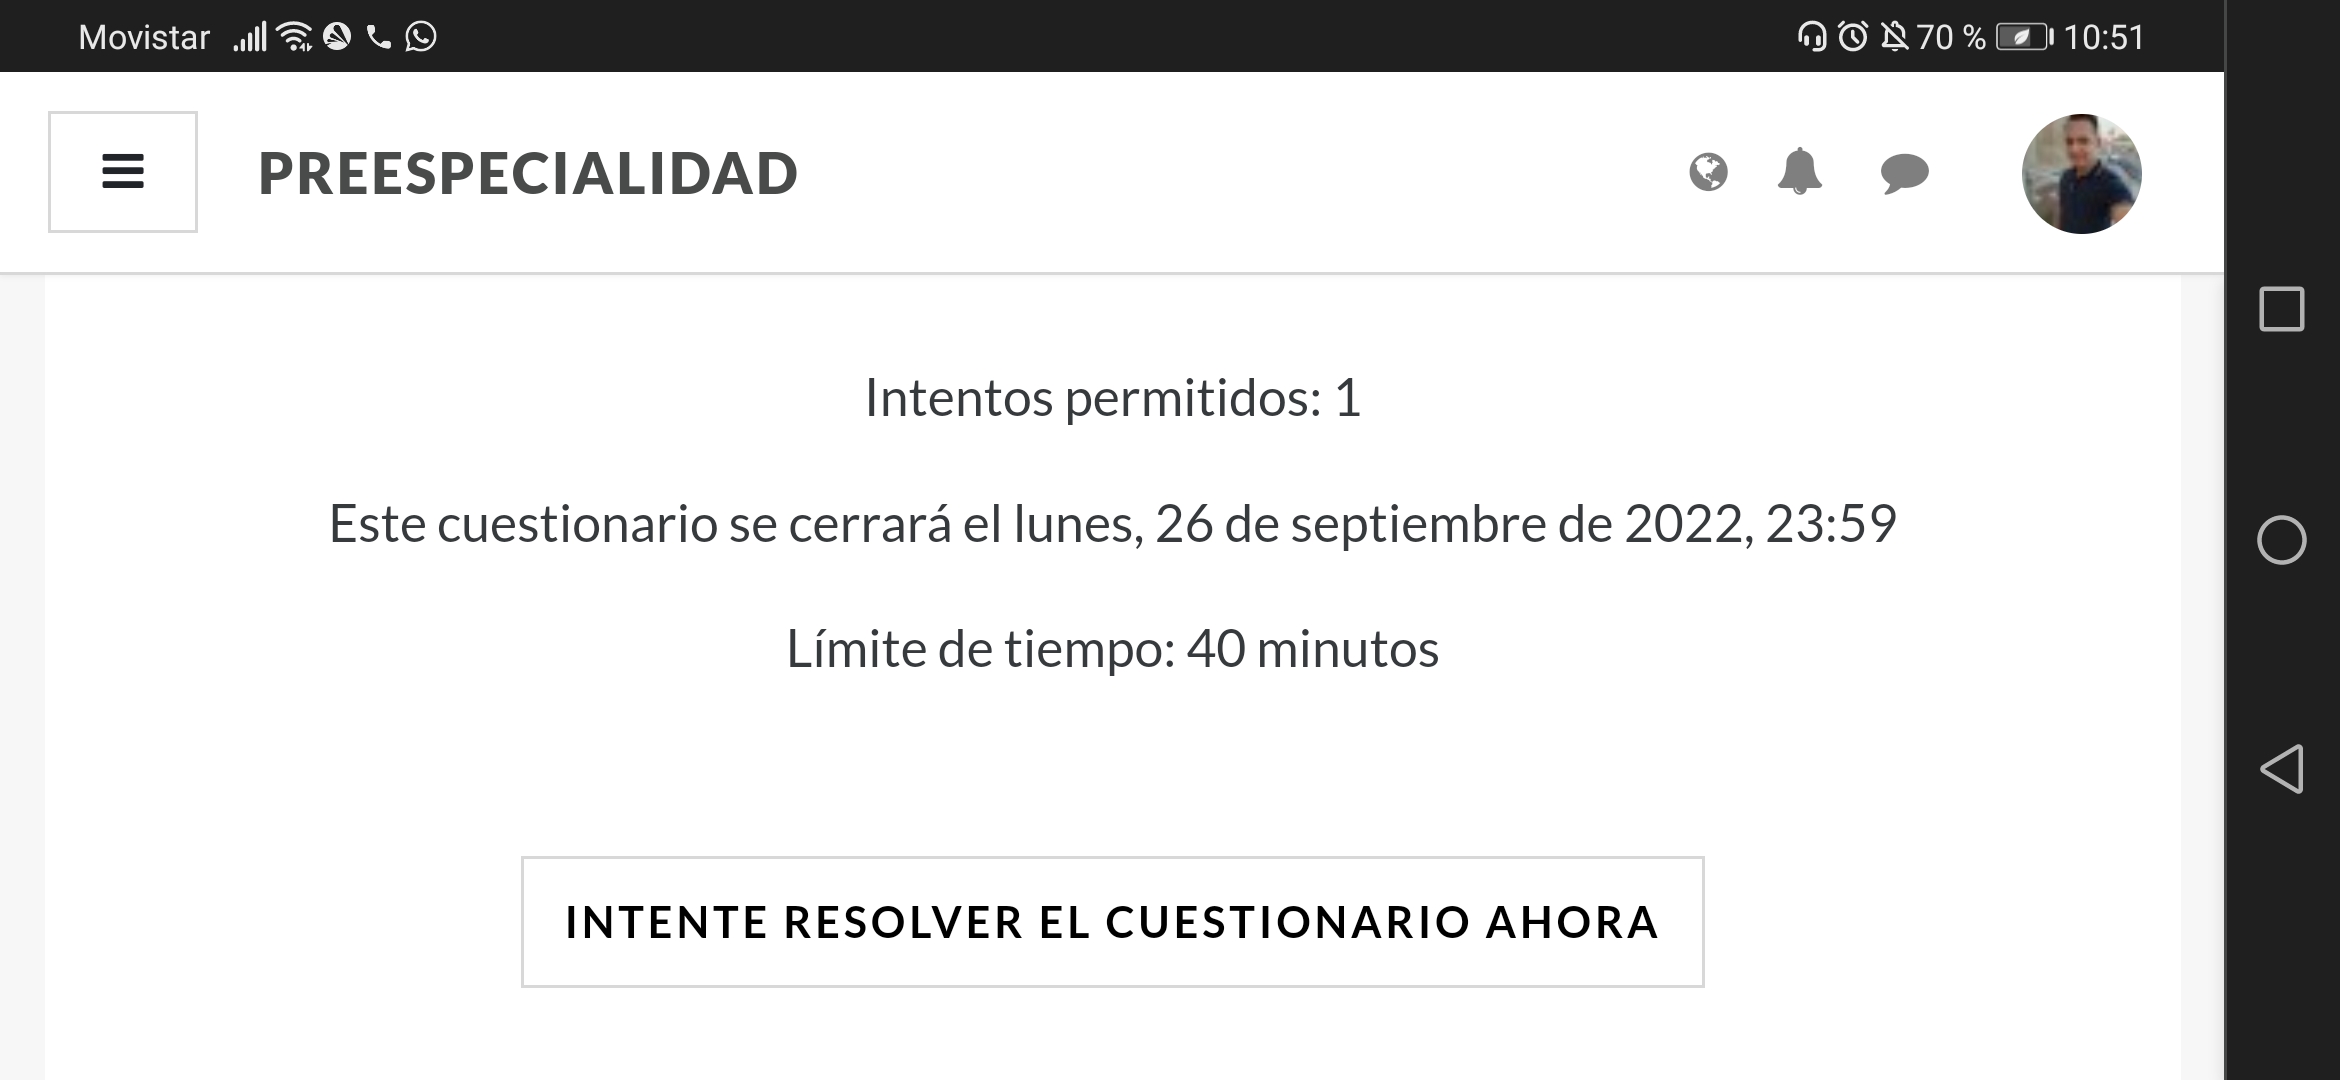 Movistar 70 % 10:51
PREESPECIALIDAD
Intentos permitidos: 1
Este cuestionario se cerrará el lunes, 26 de septiembre de 2022, 23:59
Límite de tiempo: 40 minutos
INTENTE RESOLVER EL CUESTIONARIO AHORA